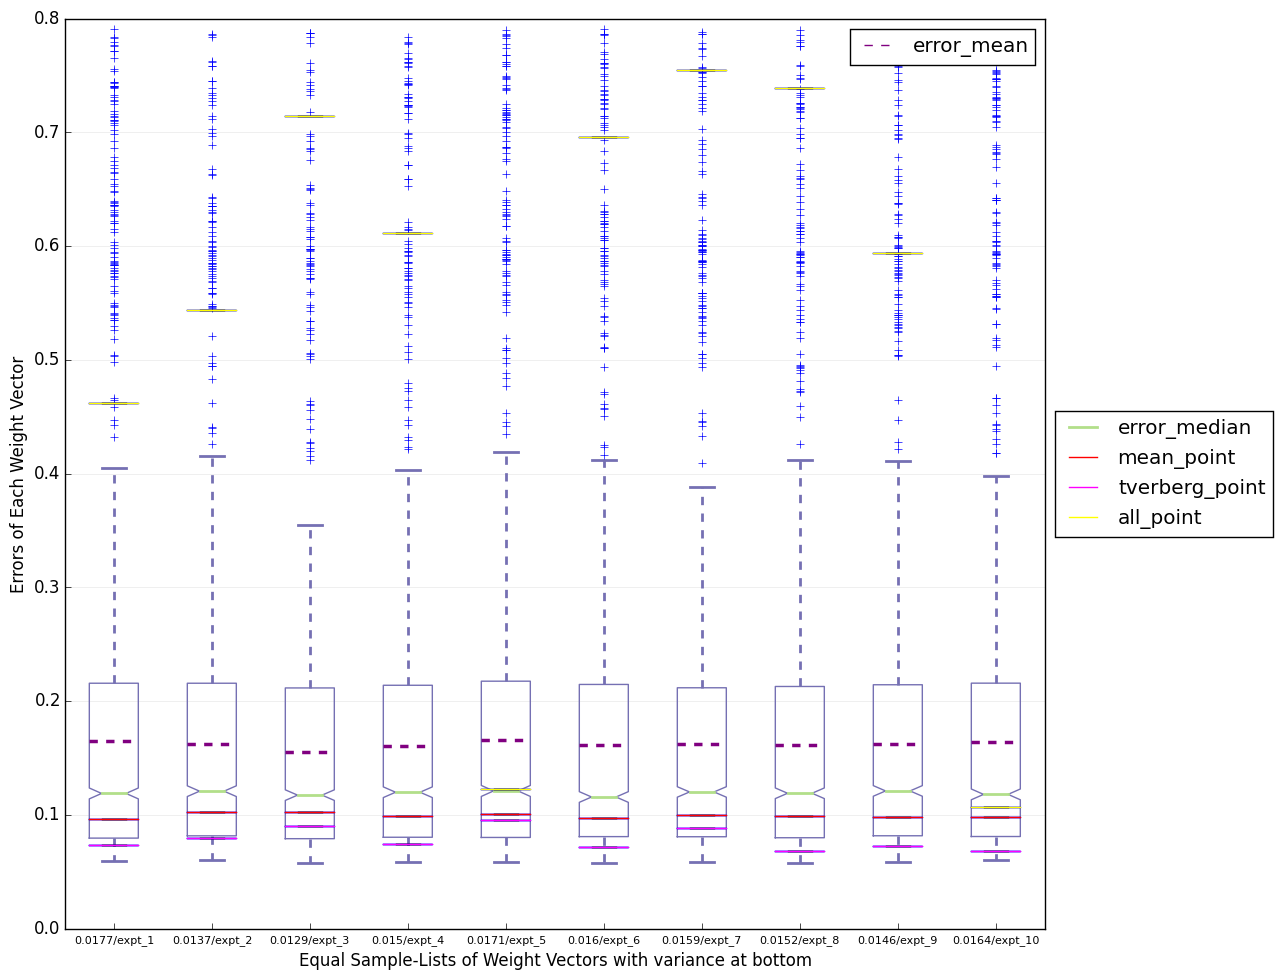 0.8
0.7
0.6
0.5
0.4
0.3
0.2
0.1
0.0
Errors of Each Weight Vector
error_mean
error_median
mean_point
tverberg_point
all_point
0.0177/expt_1 0.0137/expt_2 0.0129/expt_3 0.015/expt_4 0.0171/expt_5 0.016/expt_6 0.0159/expt_7 0.0152/expt_8 0.0146/expt_9 0.0164/expt_10
Equal Sample-Lists of Weight Vectors with variance at bottom